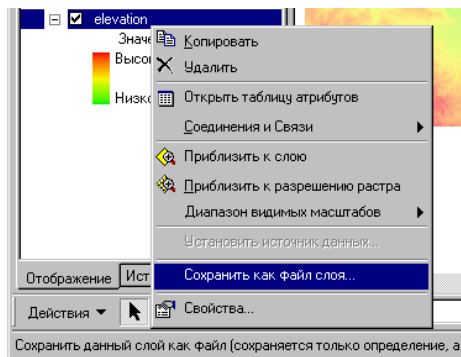 elevation
Значе
Копировать
Высо
Удалить
Низко
Открыть таблицу атрибутов
Соединения и Связи
Приблизить к слою
Приблизить к разрешению растра
Диапазон видимых масштабов
Установить источник данных...
Отображение Ист
Сохранить как файл слоя...
Действия
Свойства...
Сохранить данный слой как файл (сохраняется только определение, а